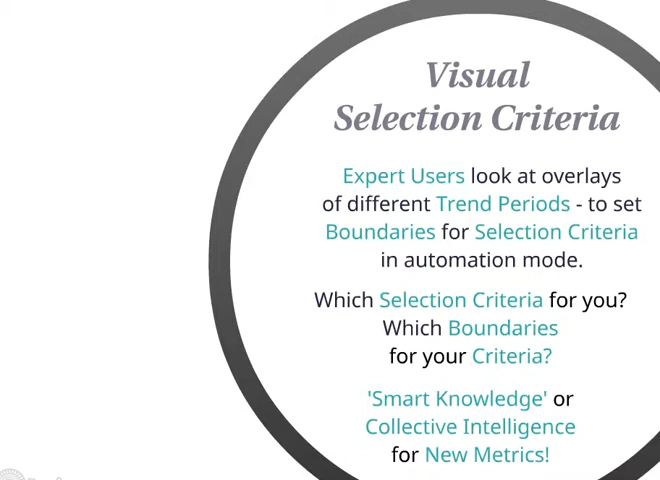 Visual
Selection Criteria
Expert Users look at overlays
of different Trend Periods - to set
Boundaries for Selection Criteria
in automation mode.
Which Selection Criteria for you?
Which Boundaries
for your Criteria?
'Smart Knowledge' or
Collective Intelligence
for New Metrics!